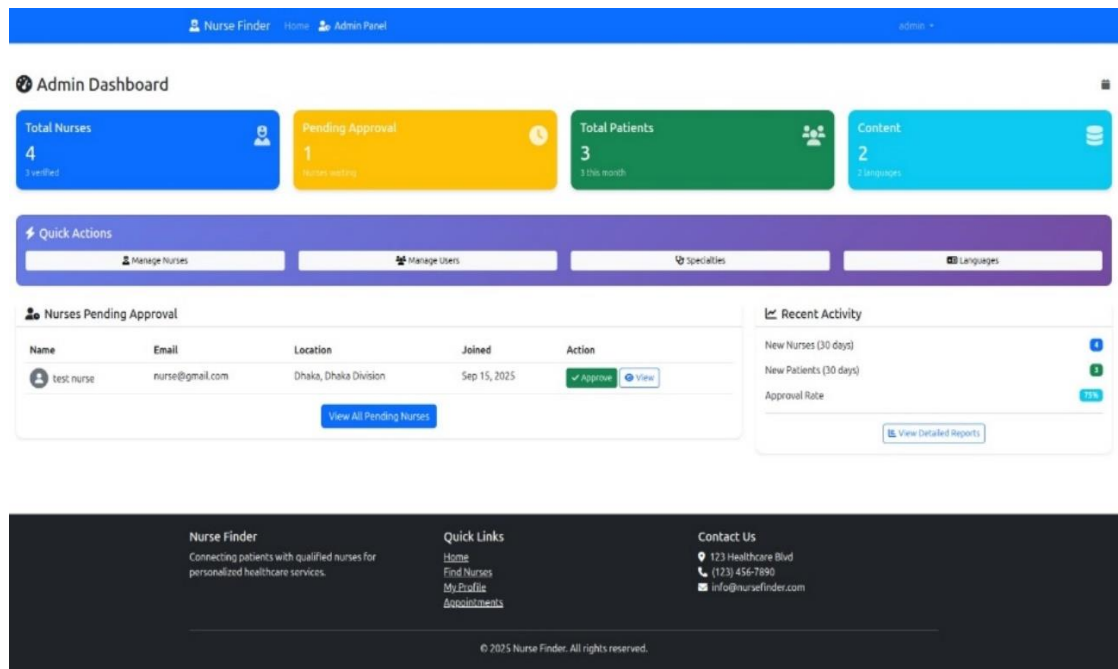 Nurse Finder Home Admin Panel admin
Admin Dashboard
Total Nurses
4
3 verified
Pending Approval
1
Nurses waiting
Total Patients
3
3 this month
Content
2
2 languages
Quick Actions
Manage Nurses
Manage Users
Specialties
Languages
Nurses Pending Approval
Name Email Location Joined Action
test nurse nurse@gmail.com Dhaka, Dhaka Division Sep 15, 2025 Approve View
View All Pending Nurses
Recent Activity
New Nurses (30 days) 4
New Patients (30 days) 3
Approval Rate 75%
View Detailed Reports
Nurse Finder
Connecting patients with qualified nurses for
personalized healthcare services.
Quick Links
Home
Find Nurses
My Profile
Appointments
Contact Us
123 Healthcare Blvd
(123) 456-7890
info@nursefinder.com
© 2025 Nurse Finder. All rights reserved.